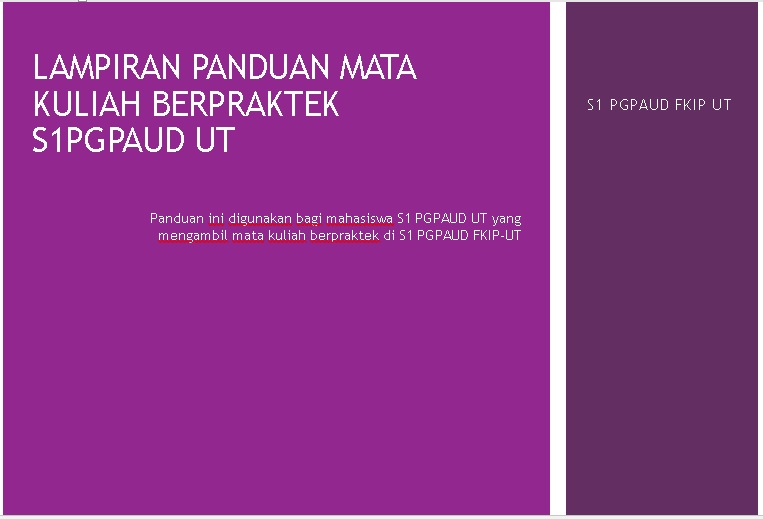 LAMPIRAN PANDUAN MATA
KULIAH BERPRAKTEK
S1PGPAUD UT
Panduan ini digunakan bagi mahasiswa S1 PGPAUD UT yang
mengambil mata kuliah berpraktek di S1 PGPAUD FKIP-UT
S1 PGPAUD FKIP UT